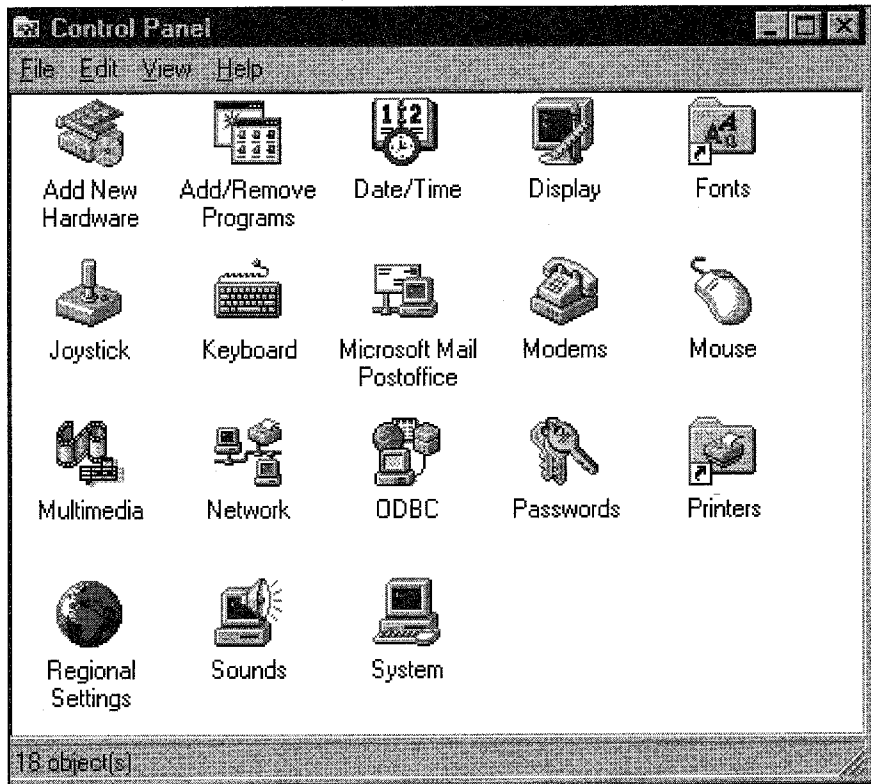 Control Panel
File Edit View Help
Add New Hardware
Add/Remove Programs
Date/Time
Display
Fonts
Joystick
Keyboard
Microsoft Mail Postoffice
Modems
Mouse
Multimedia
Network
ODBC
Passwords
Printers
Regional Settings
Sounds
System
18 object(s)